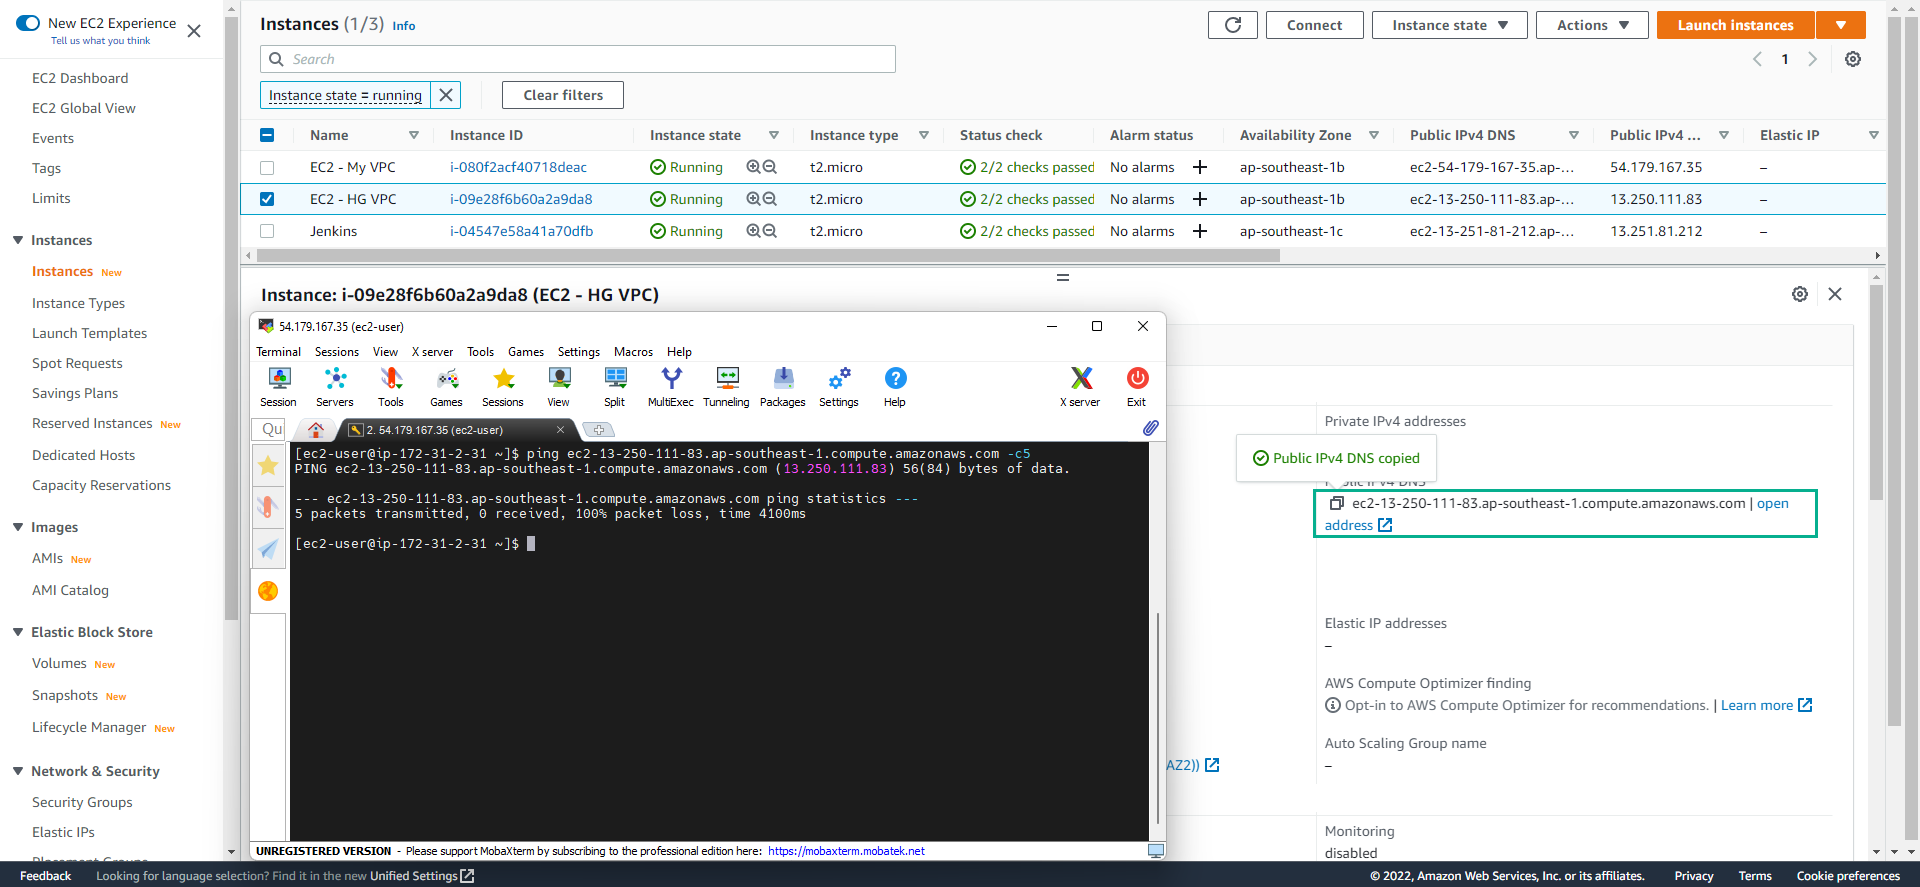 New EC2 Experience
Tell us what you think
EC2 Dashboard
EC2 Global View
Events
Tags
Limits
Instances
Instances New
Instance Types
Launch Templates
Spot Requests
Savings Plans
Reserved Instances New
Dedicated Hosts
Capacity Reservations
Images
AMIs New
AMI Catalog
Elastic Block Store
Volumes New
Snapshots New
Lifecycle Manager New
Network & Security
Security Groups
Elastic IPs
Placement Groups
Instances (1/3) Info
Connect
Instance state
Actions
Launch instances
Search
1
Instance state = running
Clear filters
Name Instance ID Instance state Instance type Status check Alarm status Availability Zone Public IPv4 DNS Public IPv4 ... Elastic IP
EC2 - My VPC i-080f2acf40718deac Running t2.micro 2/2 checks passed No alarms ap-southeast-1b ec2-54-179-167-35.ap-... 54.179.167.35 –
EC2 - HG VPC i-09e28f6b60a2a9da8 Running t2.micro 2/2 checks passed No alarms ap-southeast-1b ec2-13-250-111-83.ap-... 13.250.111.83 –
Jenkins i-04547e58a41a70dfb Running t2.micro 2/2 checks passed No alarms ap-southeast-1c ec2-13-251-81-212.ap-... 13.251.81.212 –
Instance: i-09e28f6b60a2a9da8 (EC2 - HG VPC)
54.179.167.35 (ec2-user)
Terminal Sessions View X server Tools Games Settings Macros Help
Session Servers Tools Games Sessions View Split MultiExec Tunneling Packages Settings Help X server Exit
Qu
2. 54.179.167.35 (ec2-user)
[ec2-user@ip-172-31-2-31 ~]$ ping ec2-13-250-111-83.ap-southeast-1.compute.amazonaws.com -c5
PING ec2-13-250-111-83.ap-southeast-1.compute.amazonaws.com (13.250.111.83) 56(84) bytes of data.
--- ec2-13-250-111-83.ap-southeast-1.compute.amazonaws.com ping statistics ---
5 packets transmitted, 0 received, 100% packet loss, time 4100ms
[ec2-user@ip-172-31-2-31 ~]$
UNREGISTERED VERSION - Please support MobaXterm by subscribing to the professional edition here: https://mobaxterm.mobatek.net
Private IPv4 addresses
Public IPv4 DNS copied
Public IPv4 DNS
ec2-13-250-111-83.ap-southeast-1.compute.amazonaws.com | open
address
Elastic IP addresses
–
AWS Compute Optimizer finding
Opt-in to AWS Compute Optimizer for recommendations. | Learn more
Auto Scaling Group name
–
AZ2))
Monitoring
disabled
Feedback
Looking for language selection? Find it in the new Unified Settings
© 2022, Amazon Web Services, Inc. or its affiliates.
Privacy
Terms
Cookie preferences